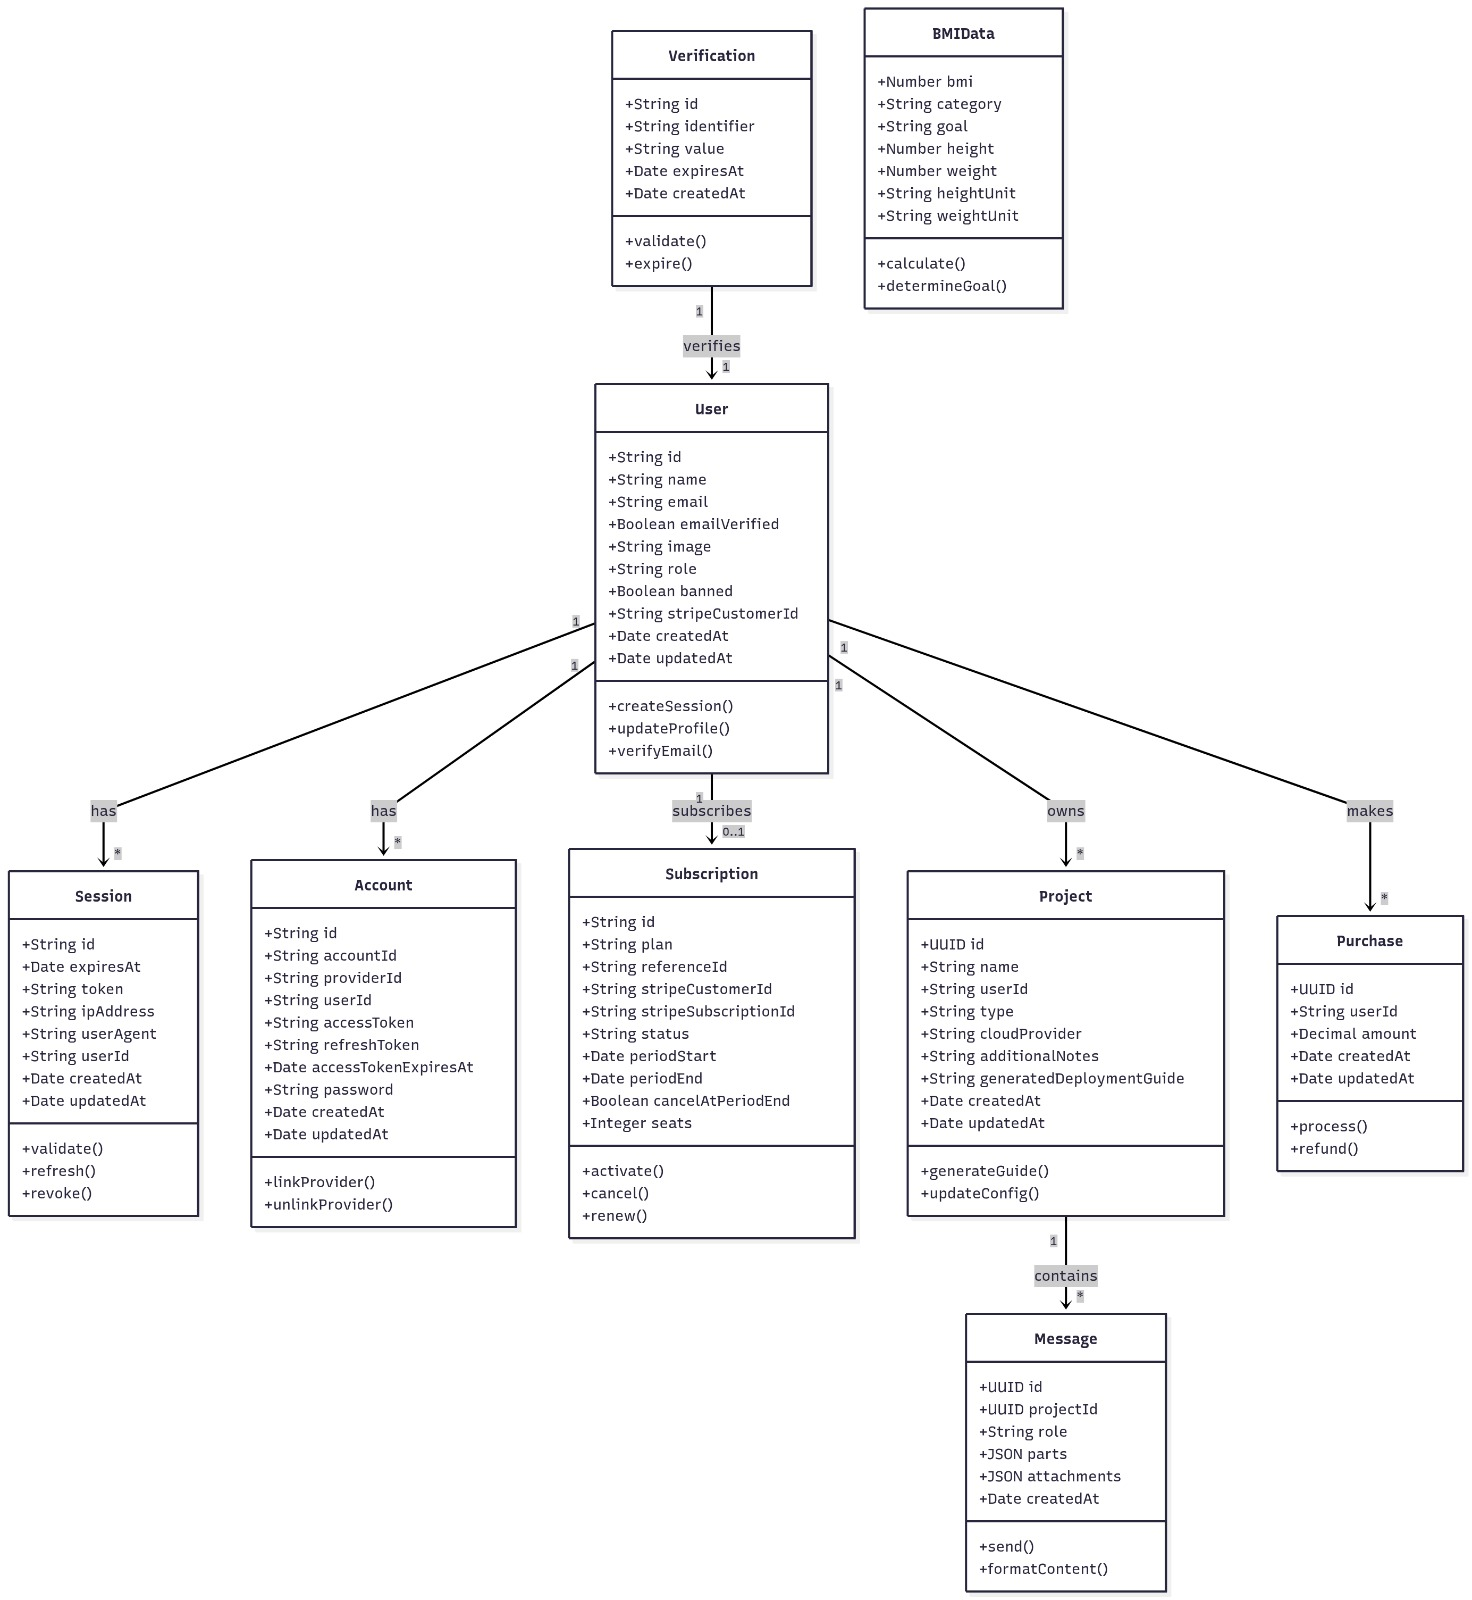 Verification
+String id
+String identifier
+String value
+Date expiresAt
+Date createdAt
+validate()
+expire()
BMIData
+Number bmi
+String category
+String goal
+Number height
+Number weight
+String heightUnit
+String weightUnit
+calculate()
+determineGoal()
1
verifies
1
User
+String id
+String name
+String email
+Boolean emailVerified
+String image
+String role
+Boolean banned
+String stripeCustomerId
+Date createdAt
+Date updatedAt
+createSession()
+updateProfile()
+verifyEmail()
1
1
1
1
1
has
*
has
*
subscribes
0..1
owns
*
makes
*
Session
+String id
+Date expiresAt
+String token
+String ipAddress
+String userAgent
+String userId
+Date createdAt
+Date updatedAt
+validate()
+refresh()
+revoke()
Account
+String id
+String accountId
+String providerId
+String userId
+String accessToken
+String refreshToken
+Date accessTokenExpiresAt
+String password
+Date createdAt
+Date updatedAt
+linkProvider()
+unlinkProvider()
Subscription
+String id
+String plan
+String referenceId
+String stripeCustomerId
+String stripeSubscriptionId
+String status
+Date periodStart
+Date periodEnd
+Boolean cancelAtPeriodEnd
+Integer seats
+activate()
+cancel()
+renew()
Project
+UUID id
+String name
+String userId
+String type
+String cloudProvider
+String additionalNotes
+String generatedDeploymentGuide
+Date createdAt
+Date updatedAt
+generateGuide()
+updateConfig()
Purchase
+UUID id
+String userId
+Decimal amount
+Date createdAt
+Date updatedAt
+process()
+refund()
1
contains
*
Message
+UUID id
+UUID projectId
+String role
+JSON parts
+JSON attachments
+Date createdAt
+send()
+formatContent()